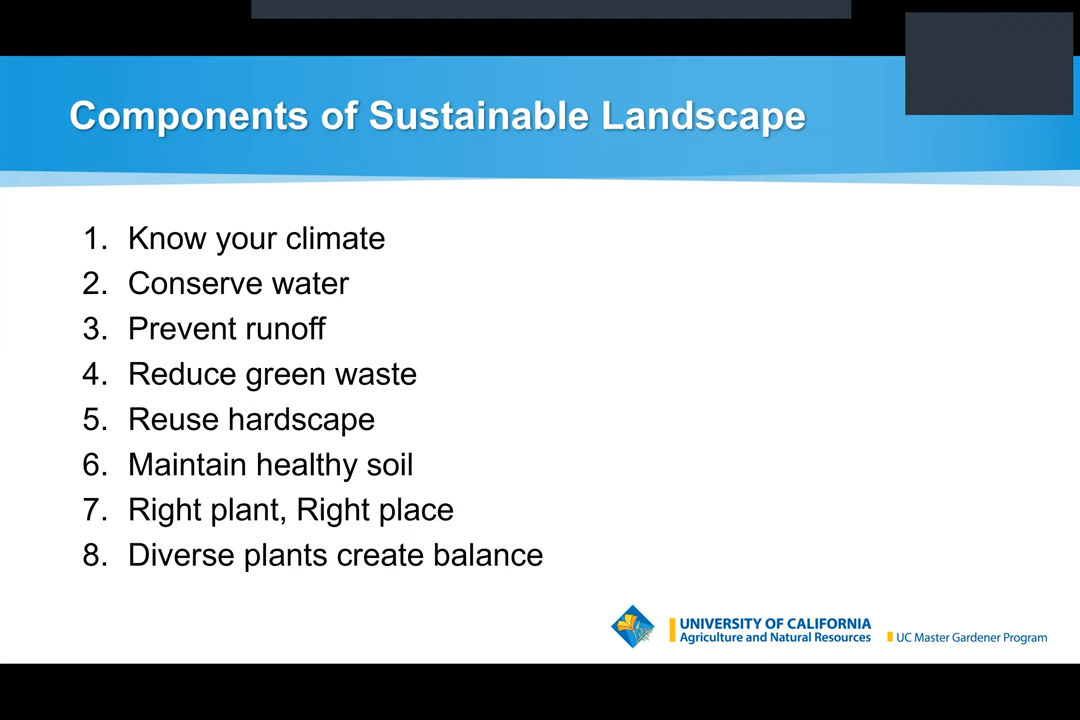 Components of Sustainable Landscape
1. Know your climate
2. Conserve water
3. Prevent runoff
4. Reduce green waste
5. Reuse hardscape
6. Maintain healthy soil
7. Right plant, Right place
8. Diverse plants create balance
UNIVERSITY OF CALIFORNIA
Agriculture and Natural Resources
UC Master Gardener Program